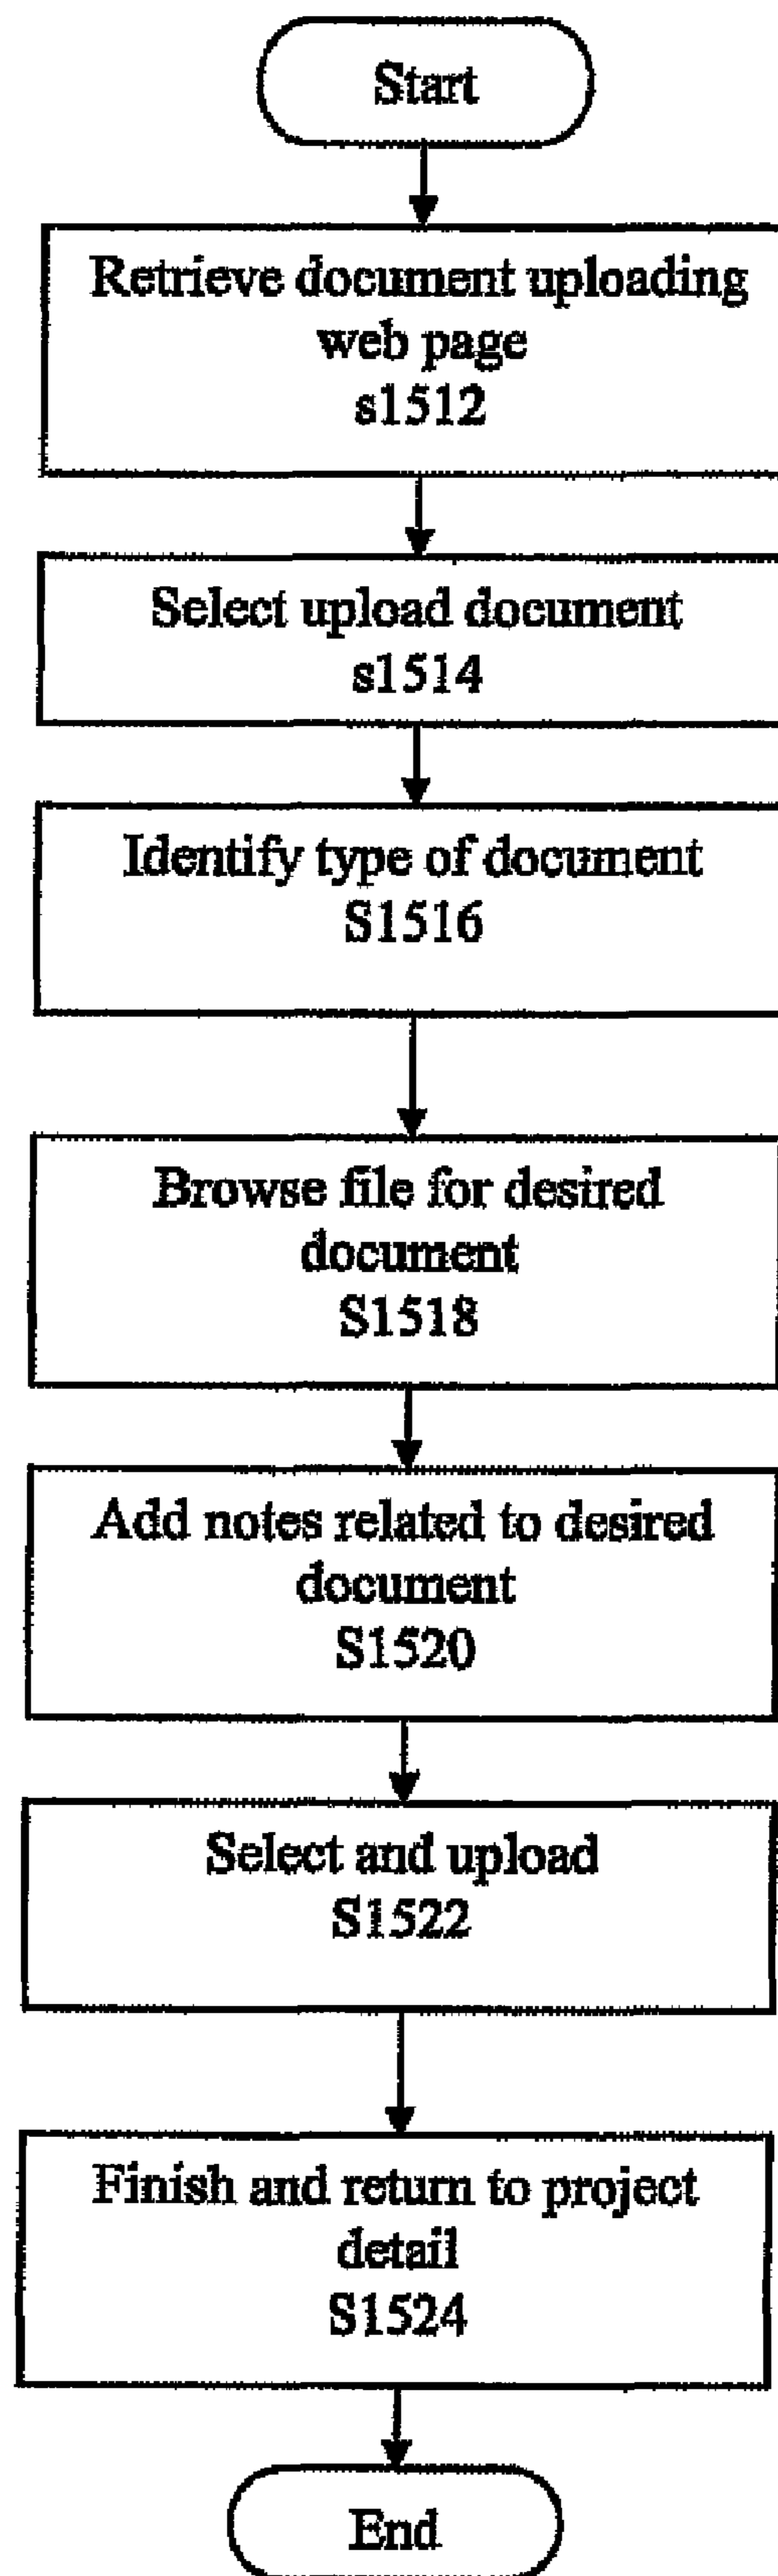 Start
Retrieve document uploading
web page
s1512
Select upload document
s1514
Identify type of document
S1516
Browse file for desired
document
S1518
Add notes related to desired
document
S1520
Select and upload
S1522
Finish and return to project
detail
S1524
End